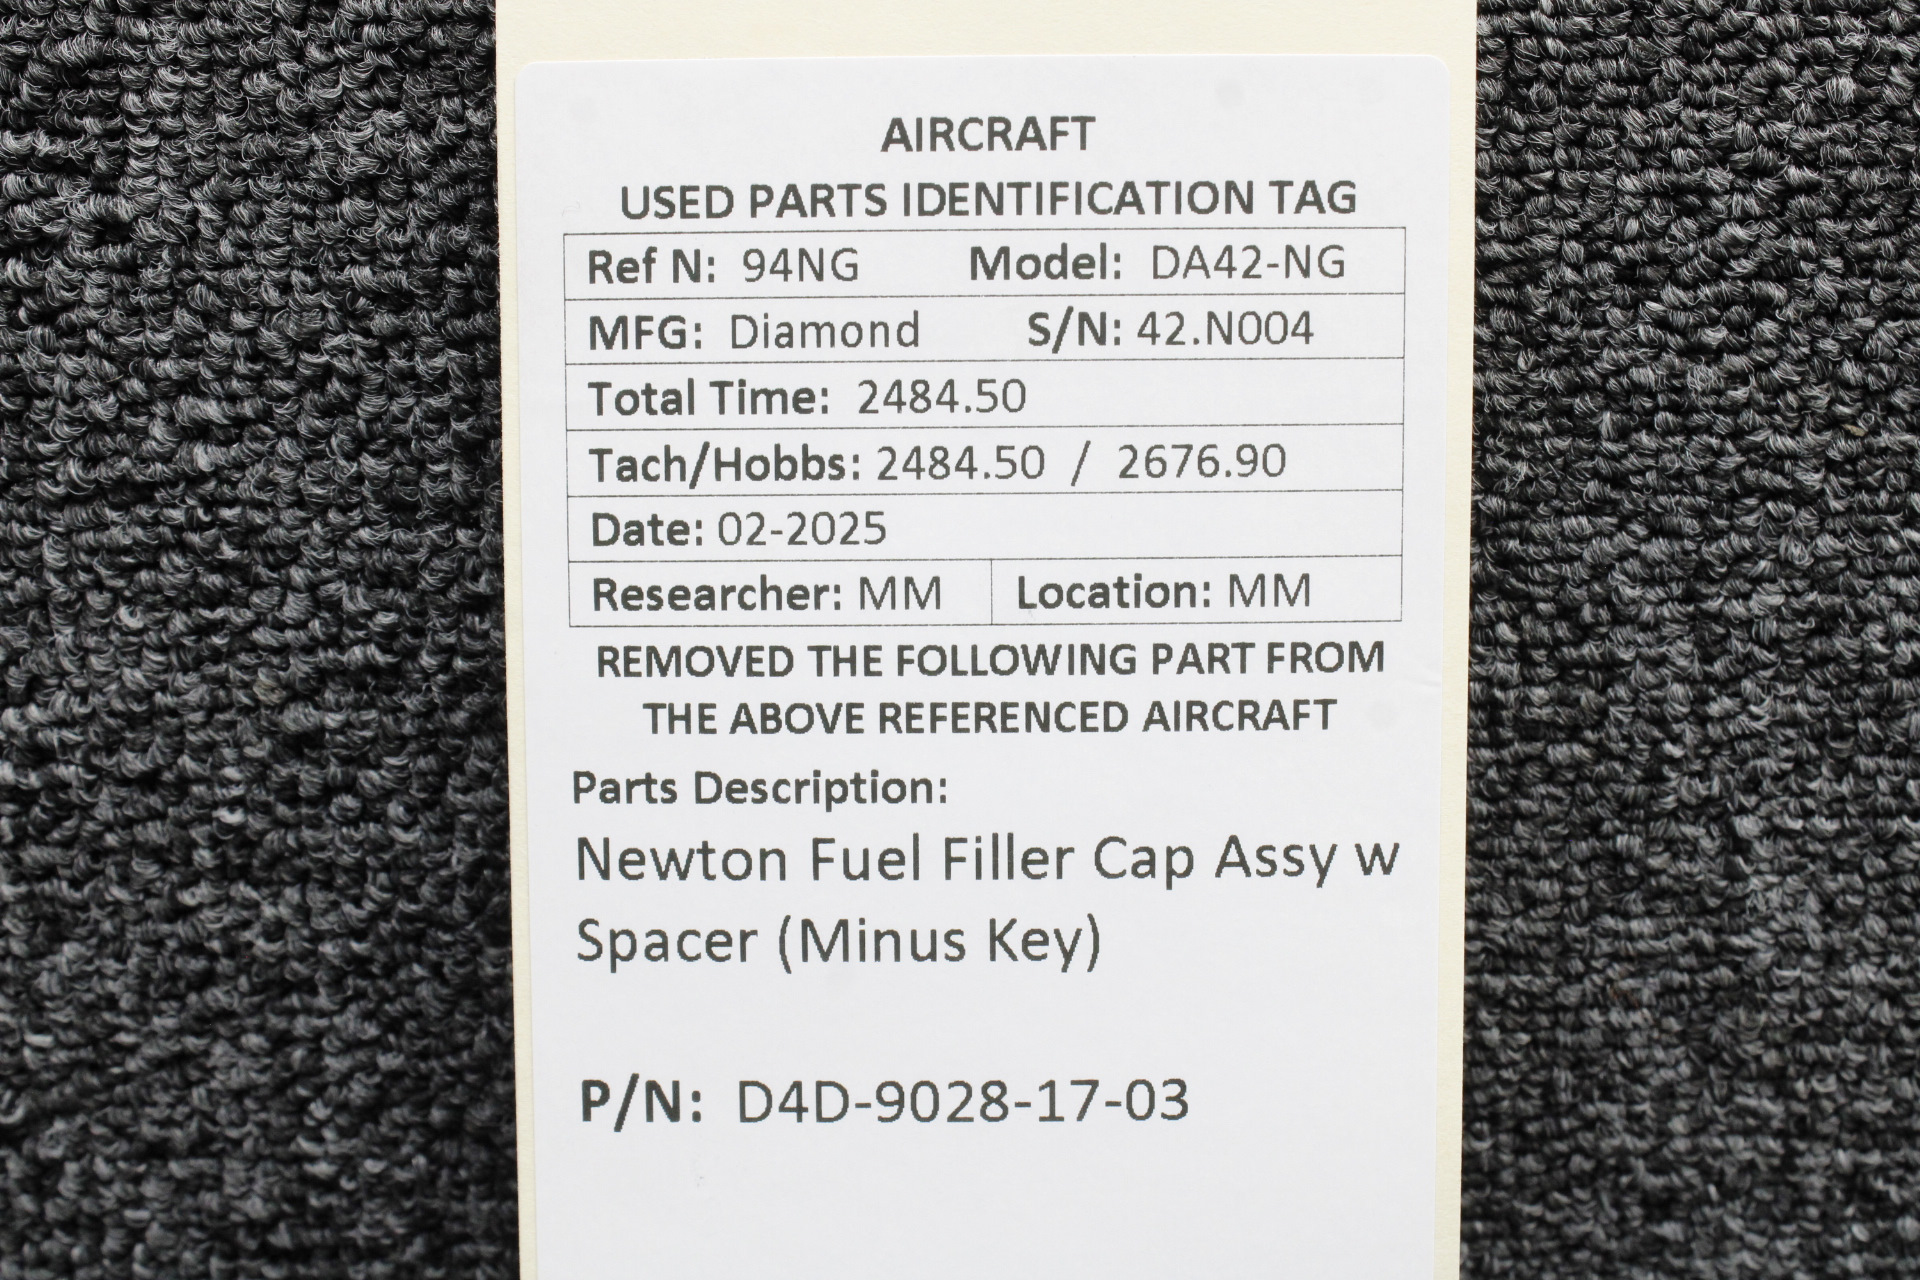 AIRCRAFT
USED PARTS IDENTIFICATION TAG
Ref N: 94NG Model: DA42-NG
MFG: Diamond S/N: 42.N004
Total Time: 2484.50
Tach/Hobbs: 2484.50 / 2676.90
Date: 02-2025
Researcher: MM Location: MM
REMOVED THE FOLLOWING PART FROM
THE ABOVE REFERENCED AIRCRAFT
Parts Description:
Newton Fuel Filler Cap Assy w
Spacer (Minus Key)
P/N: D4D-9028-17-03